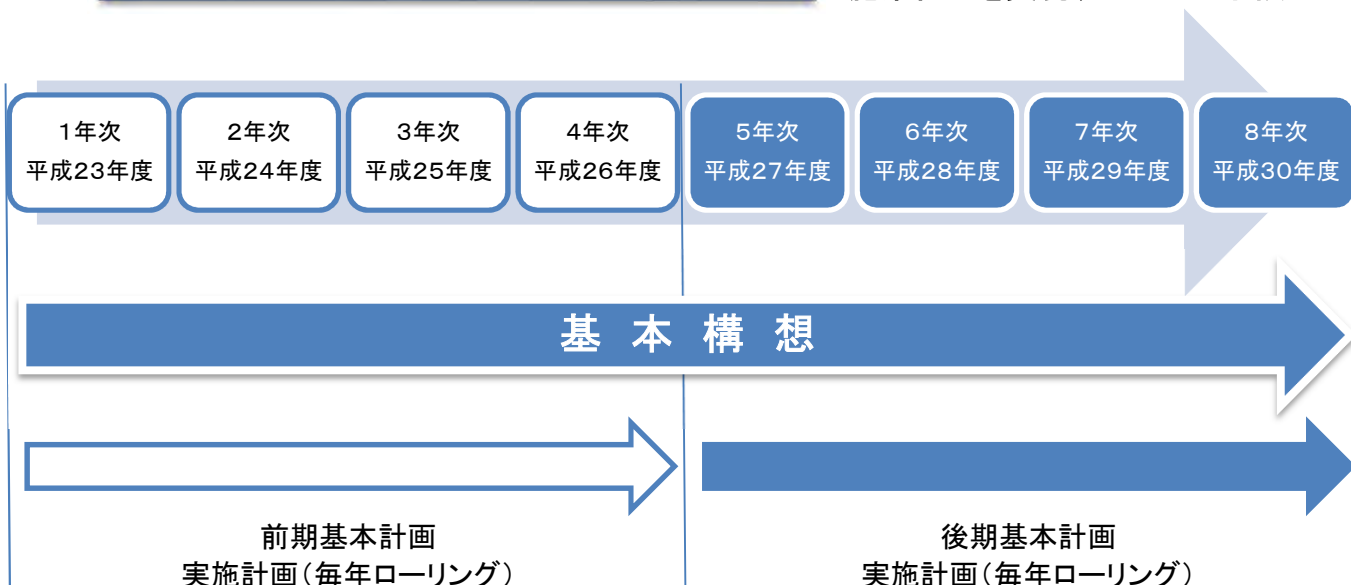 1年次
平成23年度
2年次
平成24年度
3年次
平成25年度
4年次
平成26年度
5年次
平成27年度
6年次
平成28年度
7年次
平成29年度
8年次
平成30年度
基本構想
前期基本計画
実施計画(毎年ローリング)
後期基本計画
実施計画(毎年ローリング)